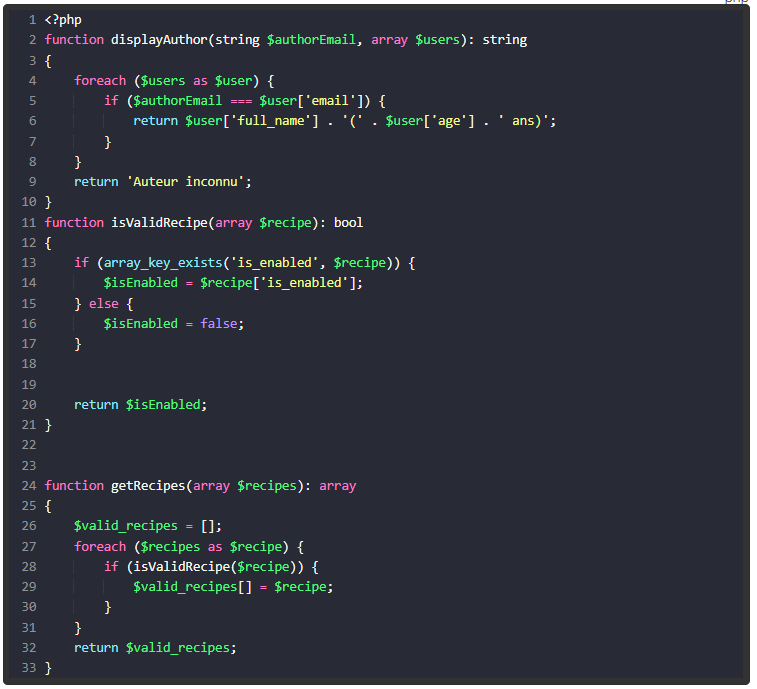 php
1 <?php
2 function displayAuthor(string $authorEmail, array $users): string
3 {
4     foreach ($users as $user) {
5         if ($authorEmail === $user['email']) {
6             return $user['full_name'] . '(' . $user['age'] . ' ans)';
7         }
8     }
9     return 'Auteur inconnu';
10 }
11 function isValidRecipe(array $recipe): bool
12 {
13     if (array_key_exists('is_enabled', $recipe)) {
14         $isEnabled = $recipe['is_enabled'];
15     } else {
16         $isEnabled = false;
17     }
18
19
20     return $isEnabled;
21 }
22
23
24 function getRecipes(array $recipes): array
25 {
26     $valid_recipes = [];
27     foreach ($recipes as $recipe) {
28         if (isValidRecipe($recipe)) {
29             $valid_recipes[] = $recipe;
30         }
31     }
32     return $valid_recipes;
33 }